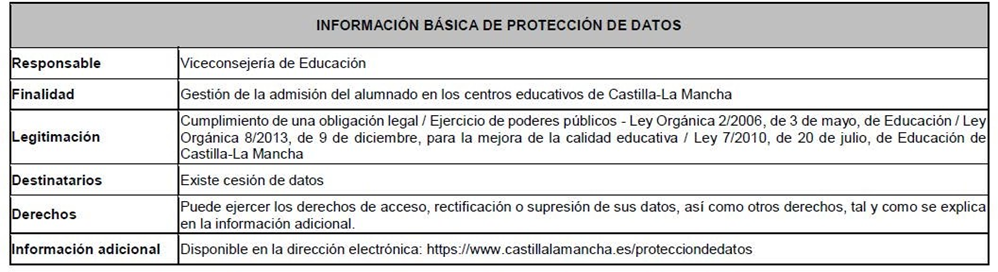 INFORMACIÓN BÁSICA DE PROTECCIÓN DE DATOS
Responsable Viceconsejería de Educación
Finalidad Gestión de la admisión del alumnado en los centros educativos de Castilla-La Mancha
Legitimación Cumplimiento de una obligación legal / Ejercicio de poderes públicos - Ley Orgánica 2/2006, de 3 de mayo, de Educación / Ley
Orgánica 8/2013, de 9 de diciembre, para la mejora de la calidad educativa / Ley 7/2010, de 20 de julio, de Educación de
Castilla-La Mancha
Destinatarios Existe cesión de datos
Derechos Puede ejercer los derechos de acceso, rectificación o supresión de sus datos, así como otros derechos, tal y como se explica
en la información adicional.
Información adicional Disponible en la dirección electrónica: https://www.castillalamancha.es/protecciondedatos